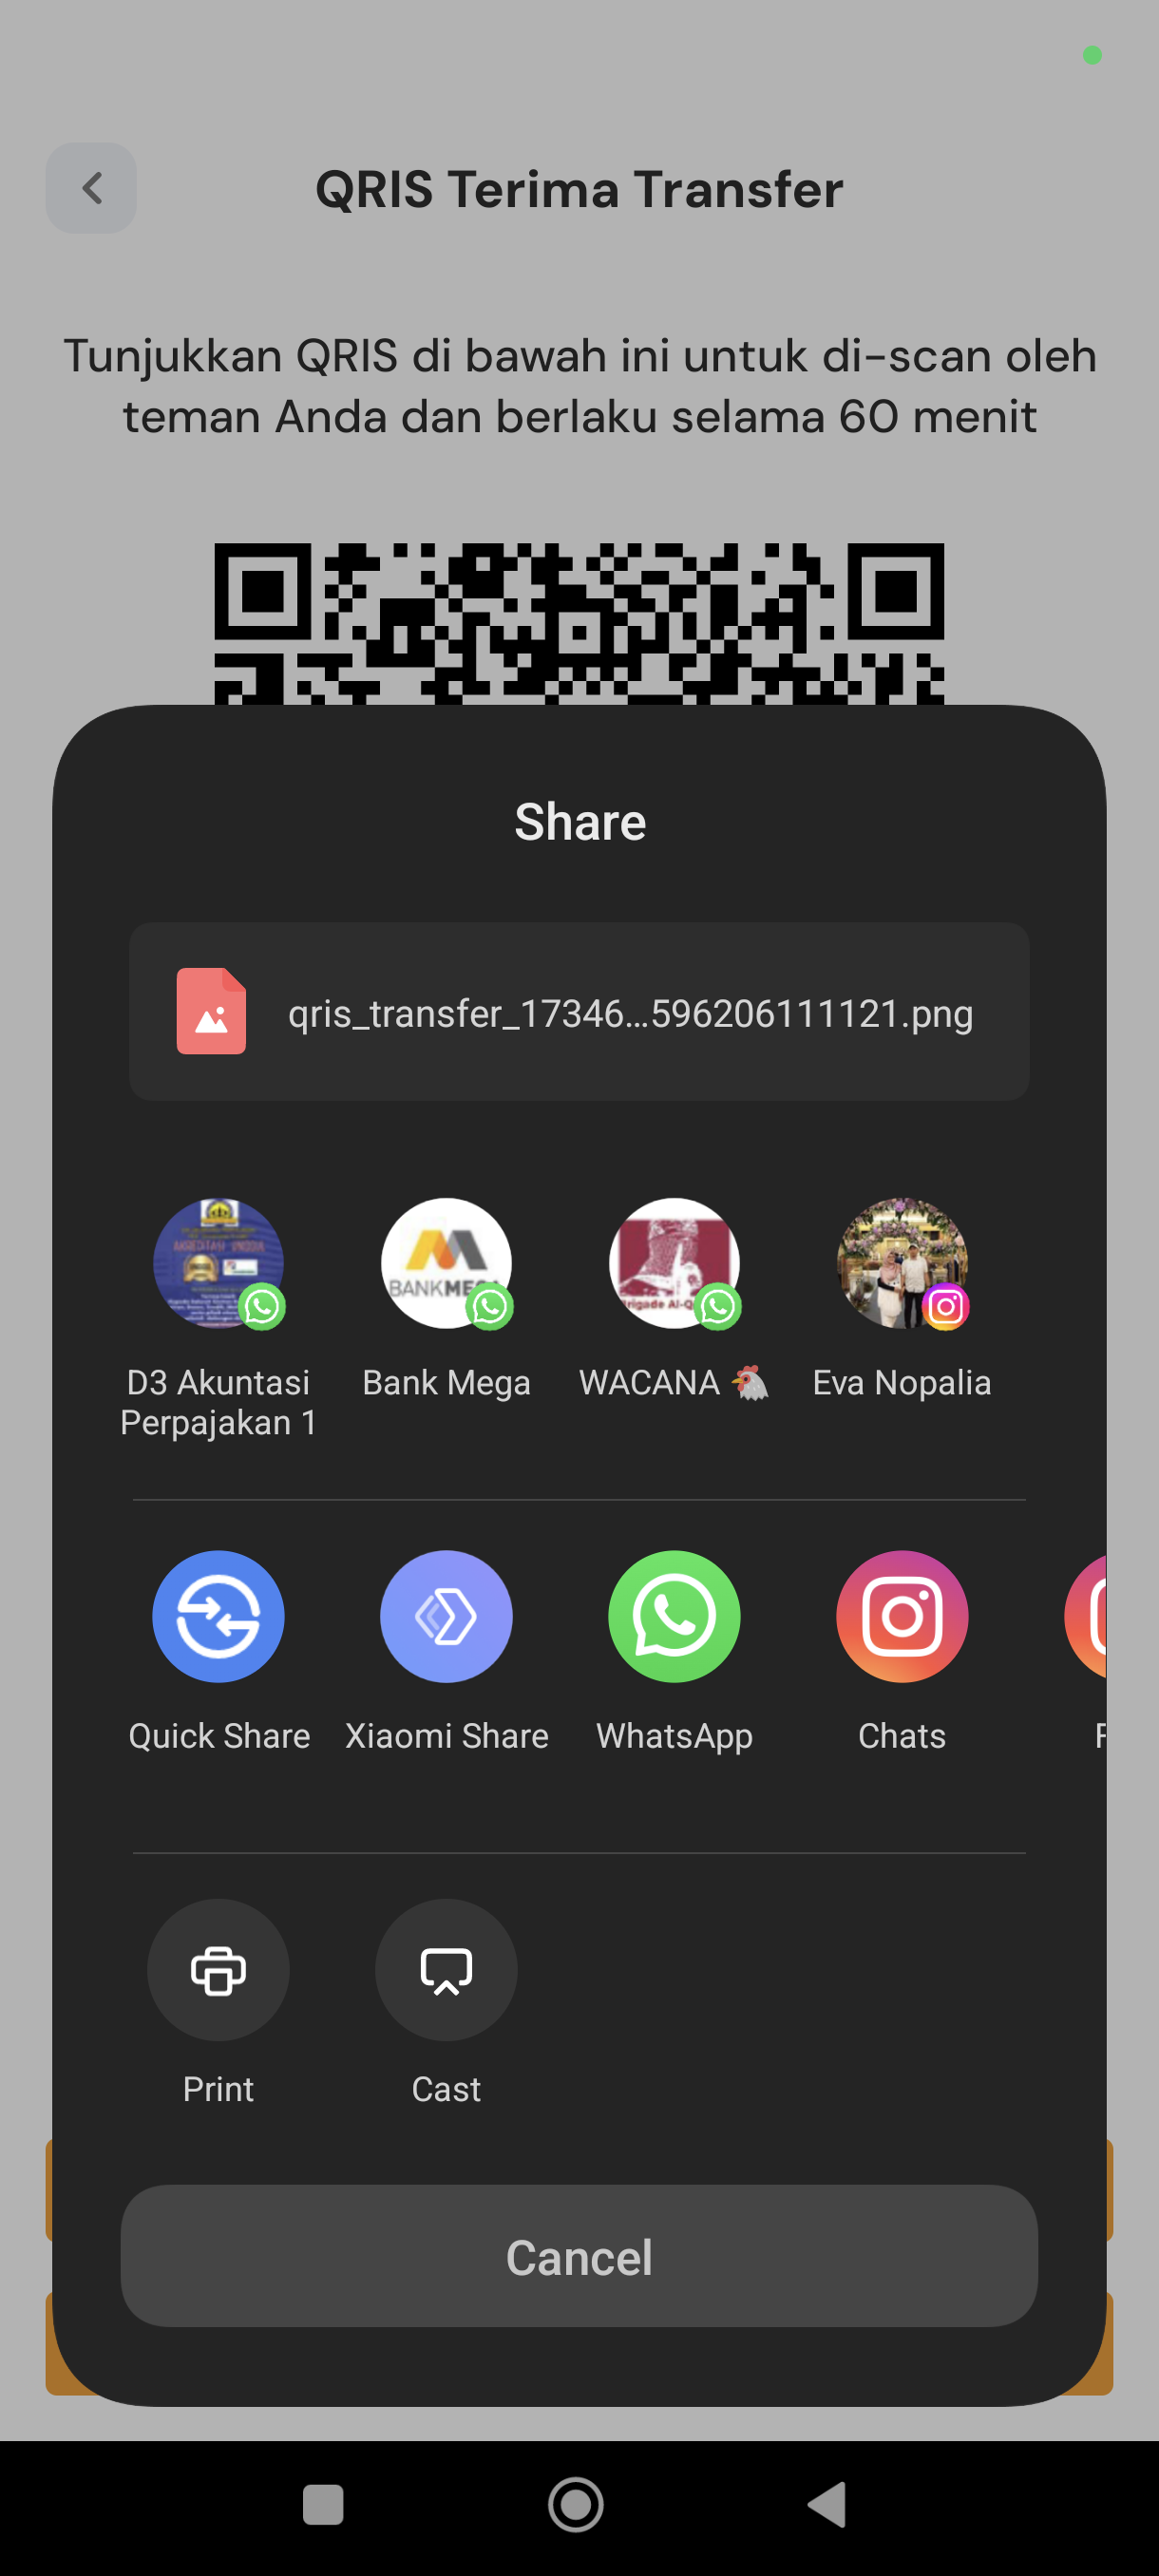 QRIS Terima Transfer
Tunjukkan QRIS di bawah ini untuk di-scan oleh
teman Anda dan berlaku selama 60 menit
Share
qris_transfer_17346...596206111121.png
BANKMEGA
D3 Akuntasi
Perpajakan 1
Bank Mega
WACANA 🐔
Eva Nopalia
Quick Share
Xiaomi Share
WhatsApp
Chats
Print
Cast
Cancel